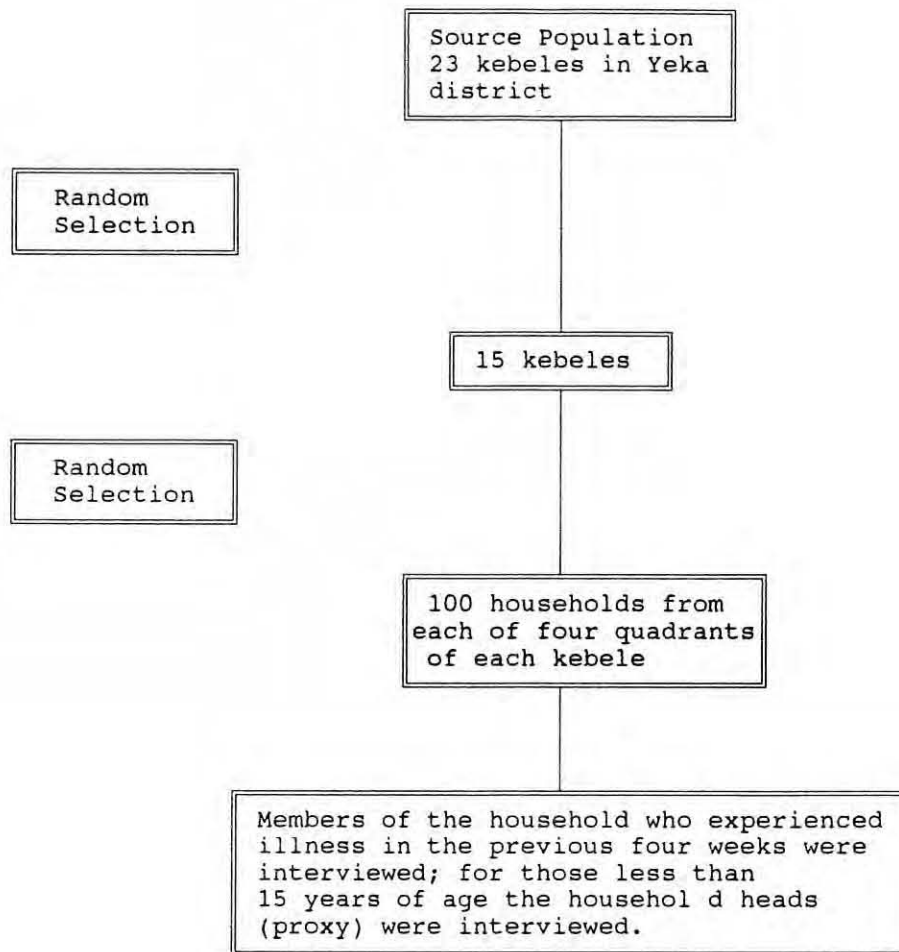 Source Population
23 kebeles in Yeka
district
Random
Selection
15 kebeles
Random
Selection
100 households from
each of four quadrants
of each kebele
Members of the household who experienced
illness in the previous four weeks were
interviewed; for those less than
15 years of age the househol d heads
(proxy) were interviewed.